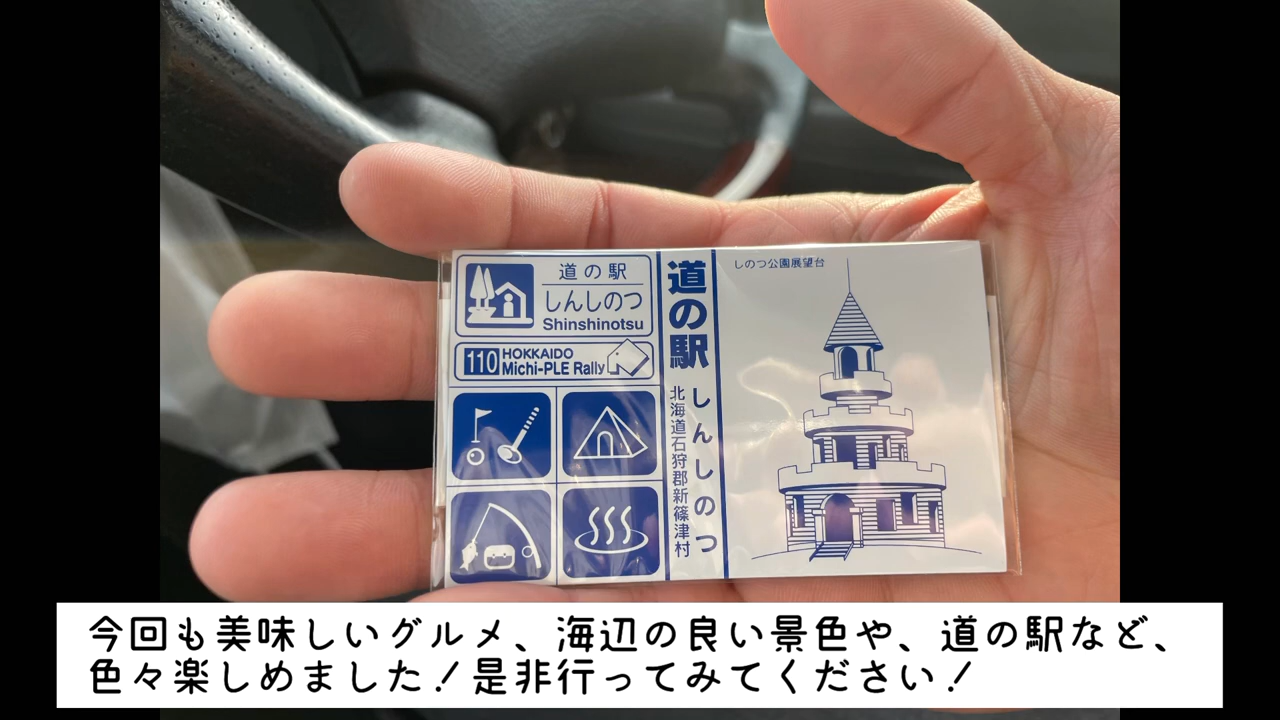 道の駅
しんしのつ
Shinshinotsu
110 HOKKAIDO
Michi-PLE Rally
道の駅 しんしのつ
北海道石狩郡新篠津村
しのつ公園展望台
今回も美味しいグルメ、海辺の良い景色や、道の駅など、
色々楽しめました！是非行ってみてください！